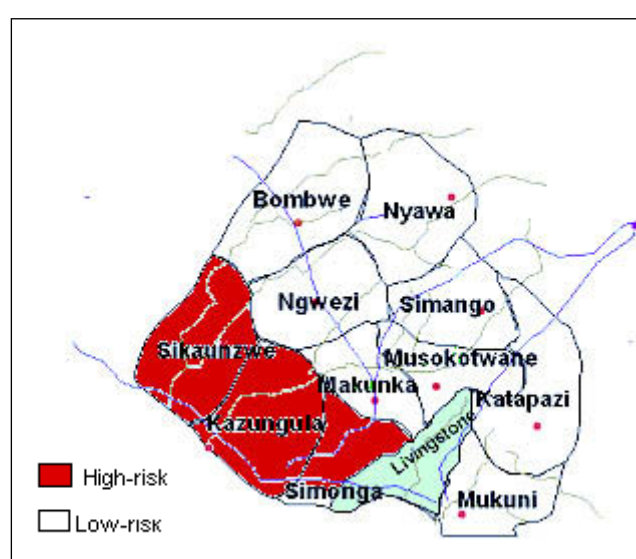 Bombwe
Nyawa
Ngwezi
Simango
Sikaunzwe
Musokotwane
Makunka
Katapazi
Kazungula
Livingstone
Simonga
Mukuni
High-risk
Low-risk